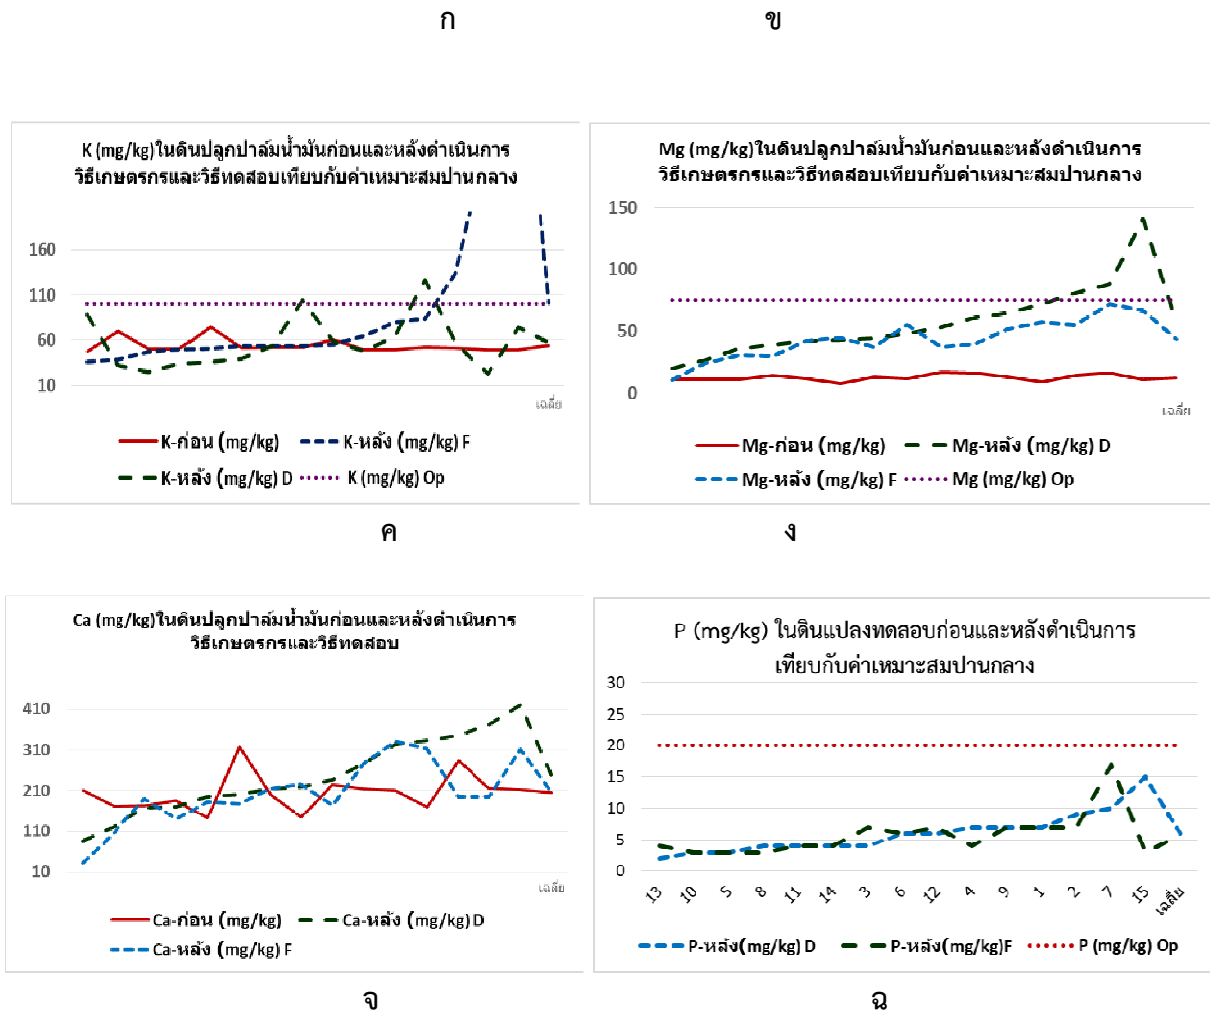 ก ข
K (mg/kg)ในดินปลูกปาล์มน้ำมันก่อนและหลังดำเนินการ
วิธีเกษตรกรและวิธีทดสอบเทียบกับค่าเหมาะสมปานกลาง
160
110
60
10
เฉลี่ย
K-ก่อน (mg/kg) K-หลัง (mg/kg) F
K-หลัง (mg/kg) D K (mg/kg) Op
Mg (mg/kg)ในดินปลูกปาล์มน้ำมันก่อนและหลังดำเนินการ
วิธีเกษตรกรและวิธีทดสอบเทียบกับค่าเหมาะสมปานกลาง
150
100
50
0
เฉลี่ย
Mg-ก่อน (mg/kg) Mg-หลัง (mg/kg) D
Mg-หลัง (mg/kg) F Mg (mg/kg) Op
ค ง
Ca (mg/kg)ในดินปลูกปาล์มน้ำมันก่อนและหลังดำเนินการ
วิธีเกษตรกรและวิธีทดสอบ
410
310
210
110
10
เฉลี่ย
Ca-ก่อน (mg/kg) Ca-หลัง (mg/kg) D
Ca-หลัง (mg/kg) F
P (mg/kg) ในดินแปลงทดสอบก่อนและหลังดำเนินการ
เทียบกับค่าเหมาะสมปานกลาง
30
25
20
15
10
5
0
13 10 5 8 11 14 3 6 12 4 9 1 2 7 15 เฉลี่ย
P-หลัง(mg/kg) D P-หลัง(mg/kg)F P (mg/kg) Op
จ ฉ